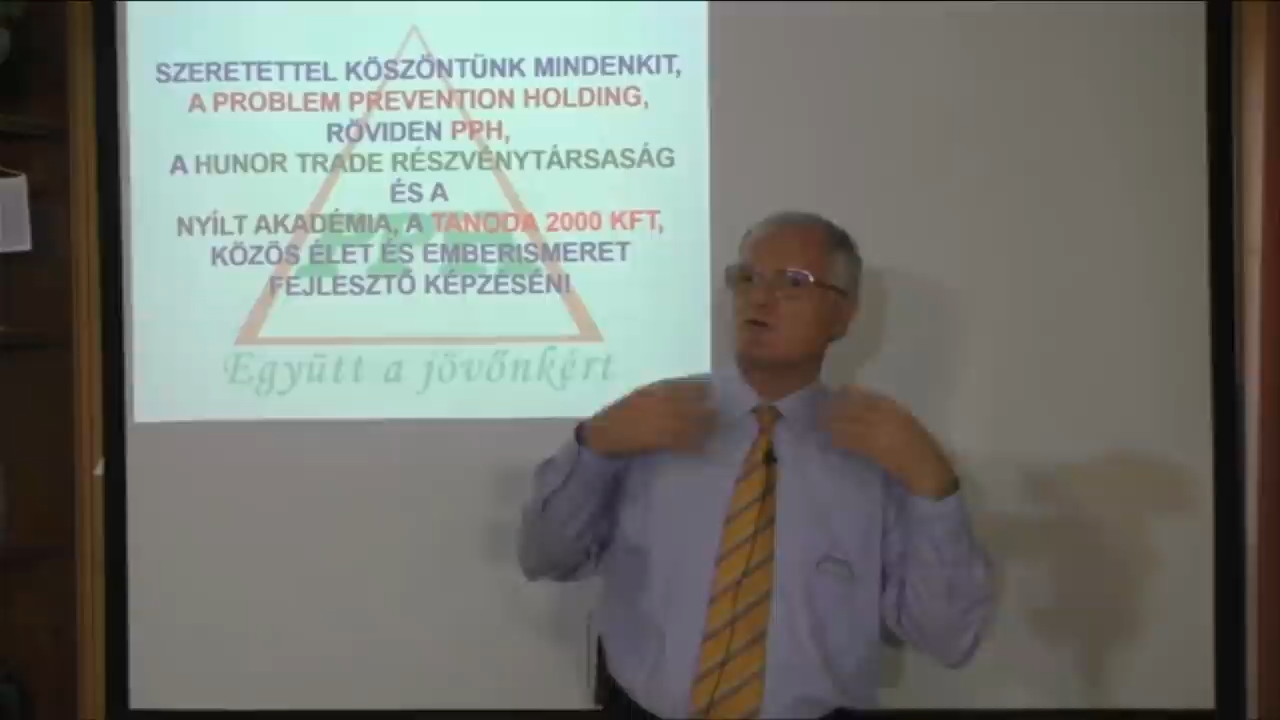 SZERETETTEL KÖSZÖNTÜNK MINDENKIT,
A PROBLEM PREVENTION HOLDING,
RÖVIDEN PPH,
A HUNOR TRADE RÉSZVÉNYTÁRSASÁG
ÉS A
NYÍLT AKADÉMIA, A TANODA 2000 KFT,
KÖZÖS ÉLET ÉS EMBERISMERET
FEJLESZTŐ KÉPZÉSÉN!
Együtt a jövőnkért